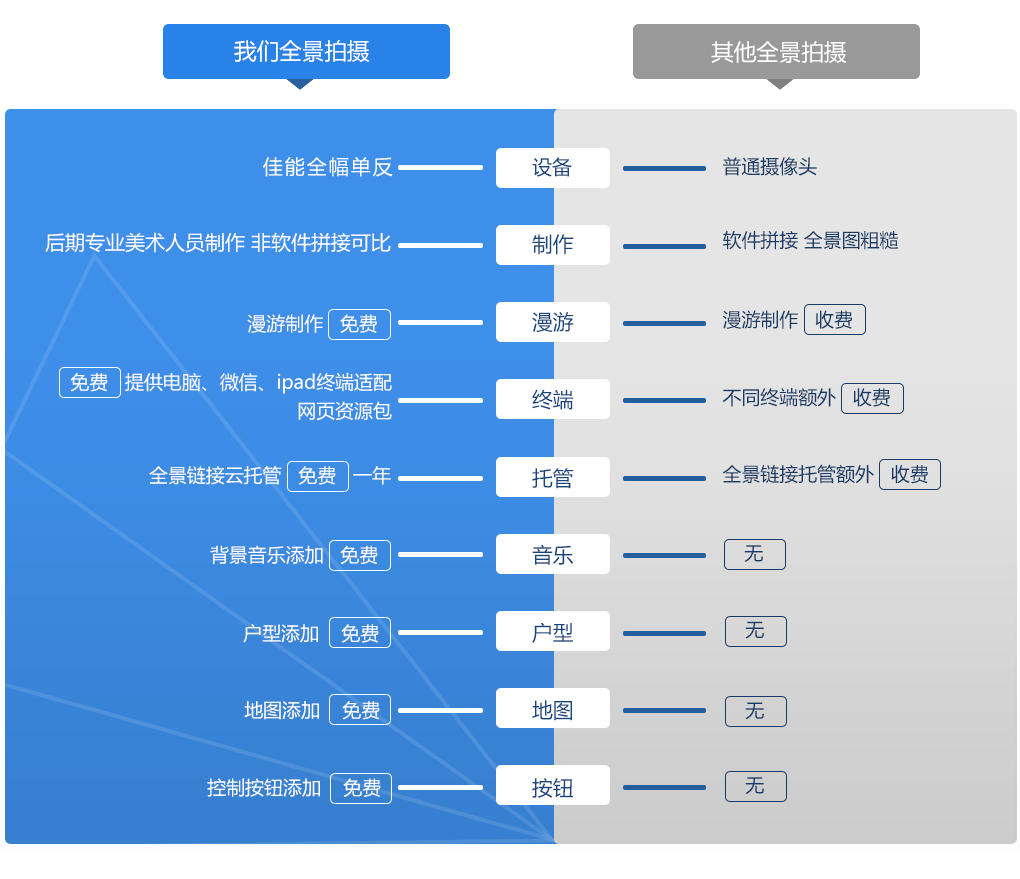 我们全景拍摄
其他全景拍摄
佳能全幅单反
设备
普通摄像头
后期专业美术人员制作 非软件拼接可比
制作
软件拼接 全景图粗糙
漫游制作 免费
漫游
漫游制作 收费
免费 提供电脑、微信、ipad终端适配
网页资源包
终端
不同终端额外 收费
全景链接云托管 免费 一年
托管
全景链接托管额外 收费
背景音乐添加 免费
音乐
无
户型添加 免费
户型
无
地图添加 免费
地图
无
控制按钮添加 免费
按钮
无